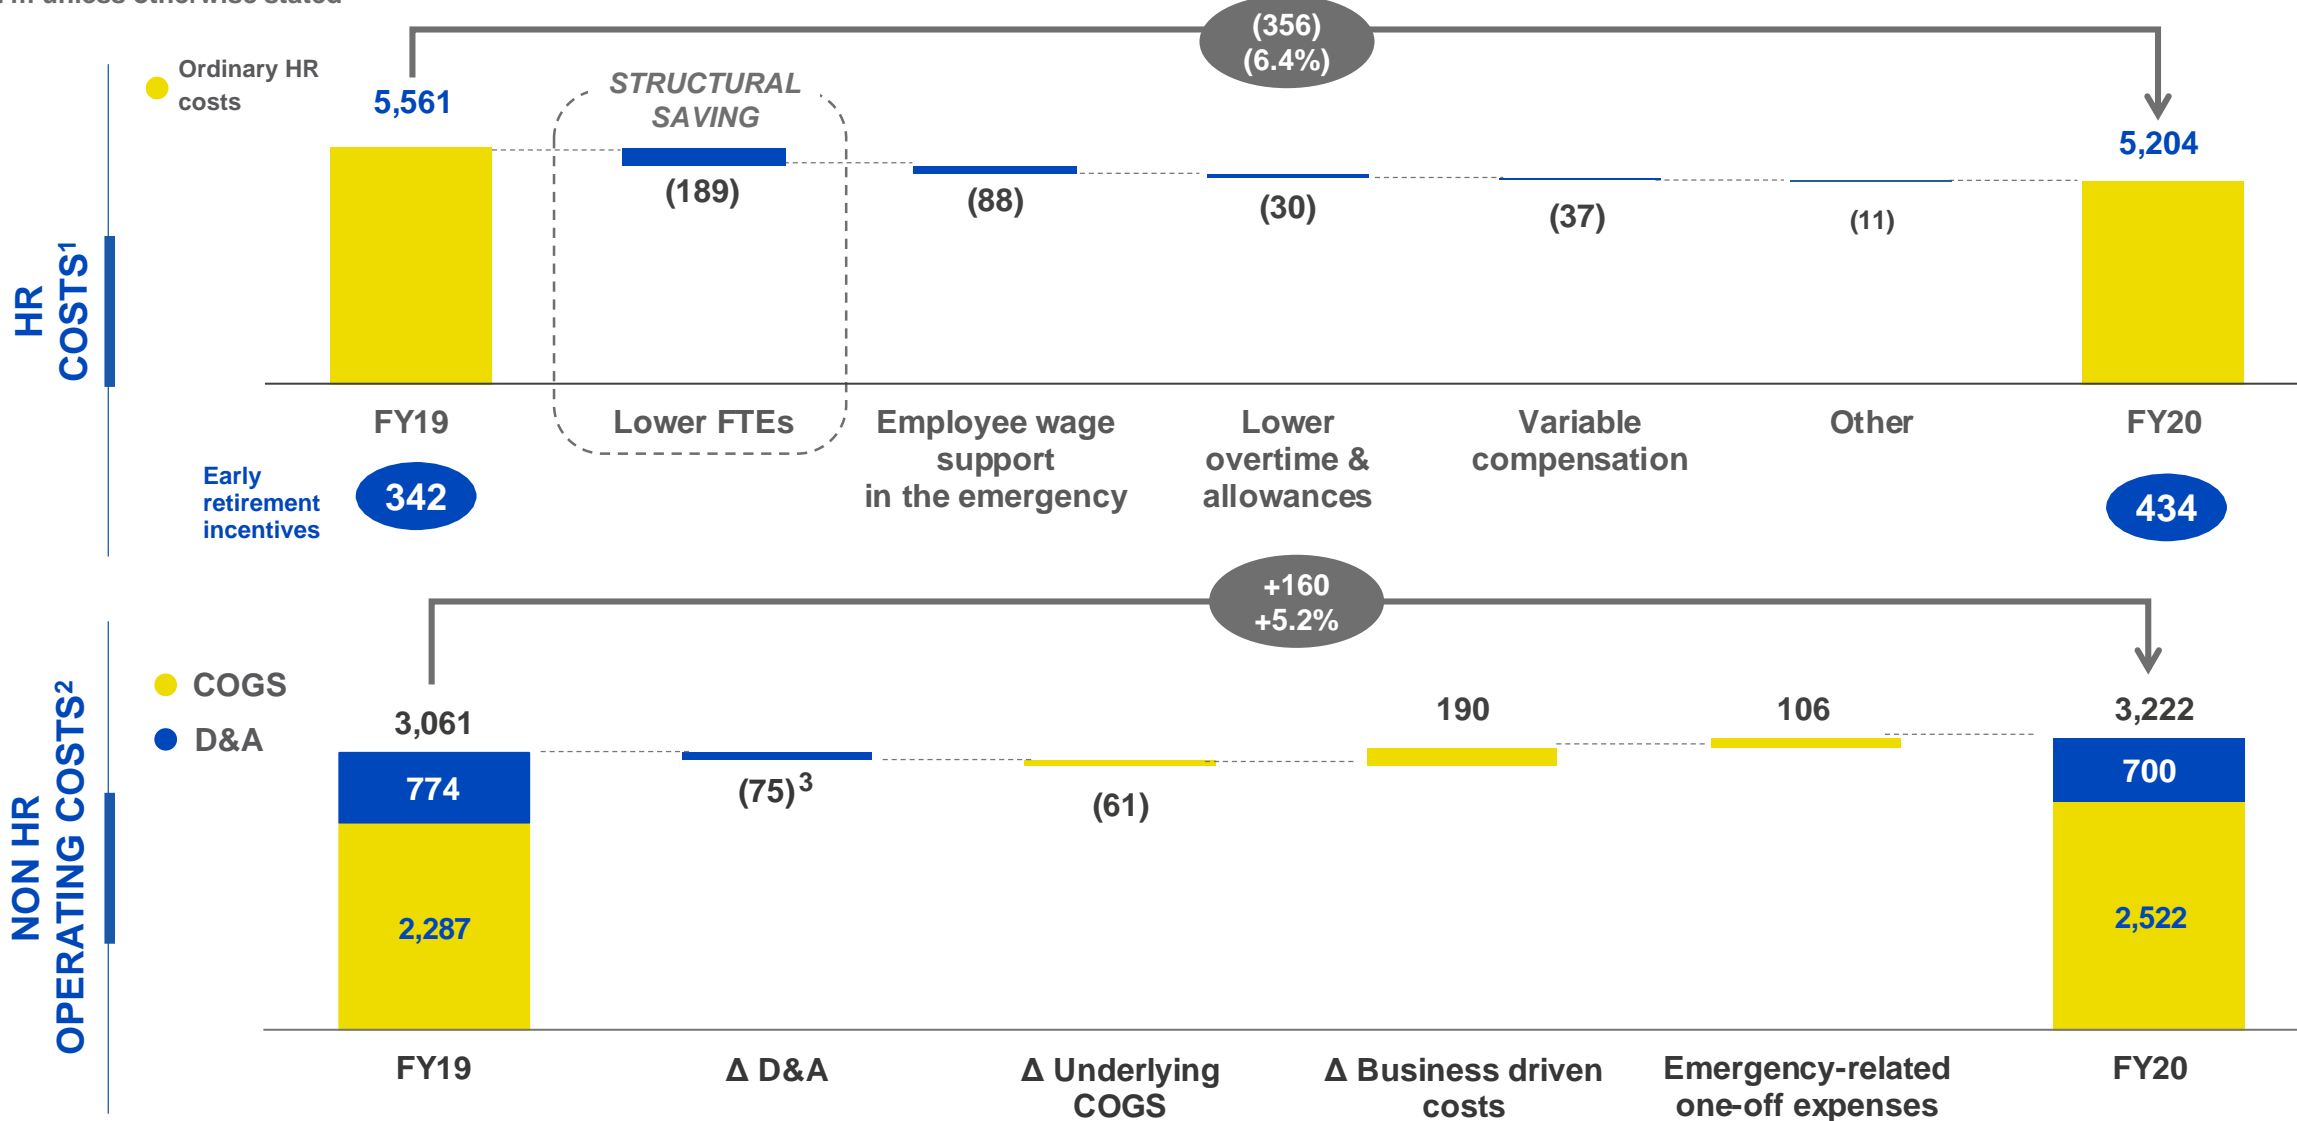 unless otherwise stated
(356)
(6.4%)
Ordinary HR
costs
5,561
STRUCTURAL
SAVING
5,204
(189)
(88)
(30)
(37)
(11)
HR
COSTS1
FY19
Lower FTEs
Employee wage
support
in the emergency
Lower
overtime &
allowances
Variable
compensation
Other
FY20
Early
retirement
incentives
342
434
+160
+5.2%
COGS
D&A
3,061
190
106
3,222
774
(75)3
(61)
700
2,287
2,522
NON HR
OPERATING COSTS2
FY19
Δ D&A
Δ Underlying
COGS
Δ Business driven
costs
Emergency-related
one-off expenses
FY20